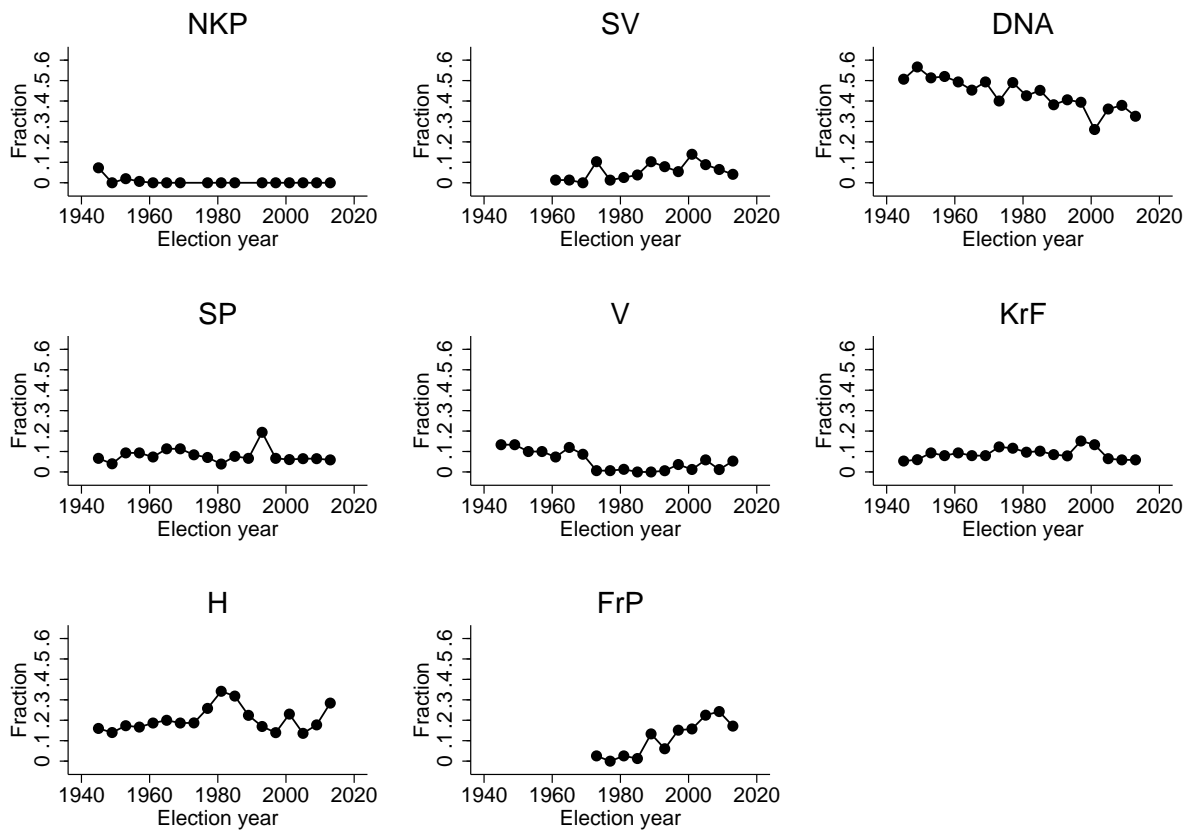 NKP
Fraction
0 .1 .2 .3 .4 .5 .6
1940 1960 1980 2000 2020
Election year
SV
Fraction
0 .1 .2 .3 .4 .5 .6
1940 1960 1980 2000 2020
Election year
DNA
Fraction
0 .1 .2 .3 .4 .5 .6
1940 1960 1980 2000 2020
Election year
SP
Fraction
0 .1 .2 .3 .4 .5 .6
1940 1960 1980 2000 2020
Election year
V
Fraction
0 .1 .2 .3 .4 .5 .6
1940 1960 1980 2000 2020
Election year
KrF
Fraction
0 .1 .2 .3 .4 .5 .6
1940 1960 1980 2000 2020
Election year
H
Fraction
0 .1 .2 .3 .4 .5 .6
1940 1960 1980 2000 2020
Election year
FrP
Fraction
0 .1 .2 .3 .4 .5 .6
1940 1960 1980 2000 2020
Election year